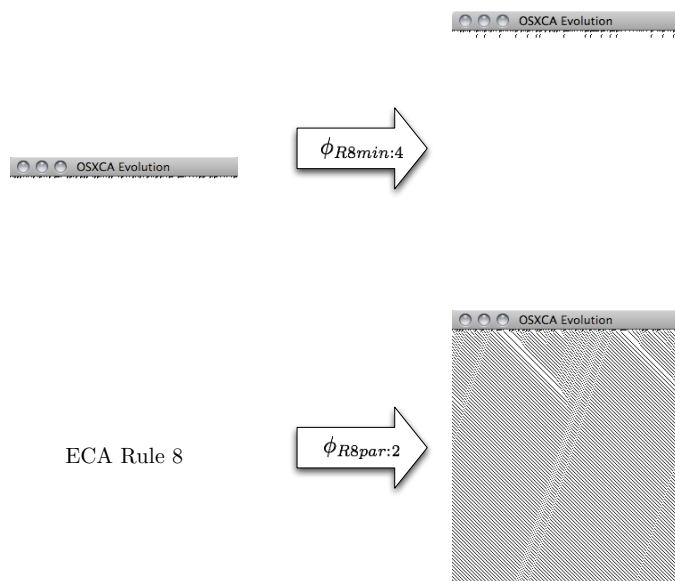 OSXCA Evolution
ϕR8min:4
OSXCA Evolution
OSXCA Evolution
ECA Rule 8
ϕR8par:2